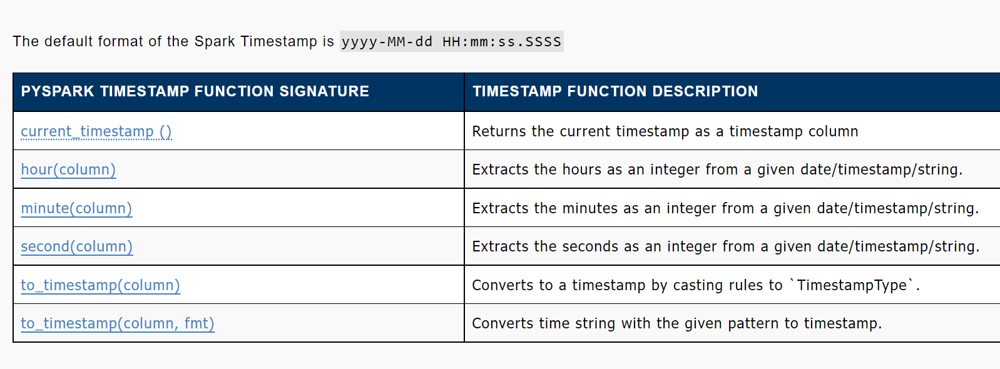 The default format of the Spark Timestamp is yyyy-MM-dd HH:mm:ss.SSSS
PYSPARK TIMESTAMP FUNCTION SIGNATURE TIMESTAMP FUNCTION DESCRIPTION
current_timestamp () Returns the current timestamp as a timestamp column
hour(column) Extracts the hours as an integer from a given date/timestamp/string.
minute(column) Extracts the minutes as an integer from a given date/timestamp/string.
second(column) Extracts the seconds as an integer from a given date/timestamp/string.
to_timestamp(column) Converts to a timestamp by casting rules to `TimestampType`.
to_timestamp(column, fmt) Converts time string with the given pattern to timestamp.